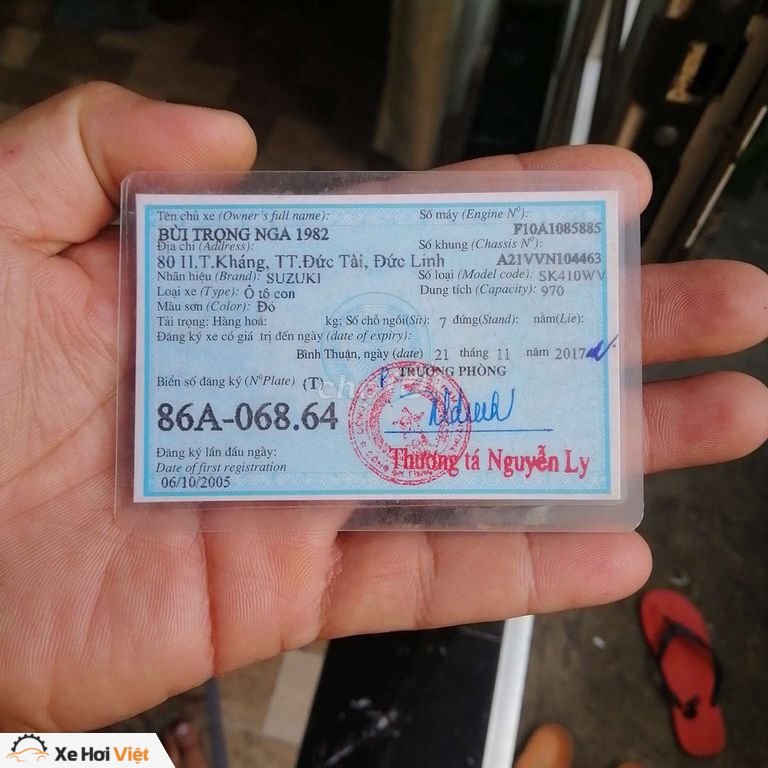 Tên chủ xe (Owner's full name):
BÙI TRỌNG NGA 1982
Số máy (Engine Nº):
F10A1085885
Địa chỉ (Address):
80 11,T.Kháng, TT.Đức Tài, Đức Linh
Số khung (Chassis Nº):
A21VVN104463
Nhãn hiệu (Brand): SUZUKI
Số loại (Model code): SK410WV
Loại xe (Type): Ô tô con
Dung tích (Capacity): 970
Màu sơn (Color): Đỏ
Tải trọng: Hàng hoá: kg; Số chỗ ngồi(Sit): 7 đứng(Stand): nằm(Lie):
Đăng ký xe có giá trị đến ngày (date of expiry):
Bình Thuận, ngày (date) 21 tháng 11 năm 2017
P. TRƯỞNG PHÒNG
Biển số đăng ký (NºPlate) (T)
86A-068.64
Đăng ký lần đầu ngày:
Date of first registration
06/10/2005
Thượng tá Nguyễn Ly
Xe Hơi Việt